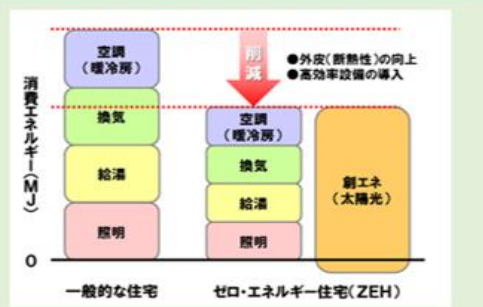 空調
(暖冷房)
換気
給湯
照明
削減
●外皮(断熱性)の向上
●高効率設備の導入
空調
(暖冷房)
換気
給湯
照明
創エネ
(太陽光)
消費エネルギー(MJ)
0
一般的な住宅
ゼロ・エネルギー住宅(ZEH)